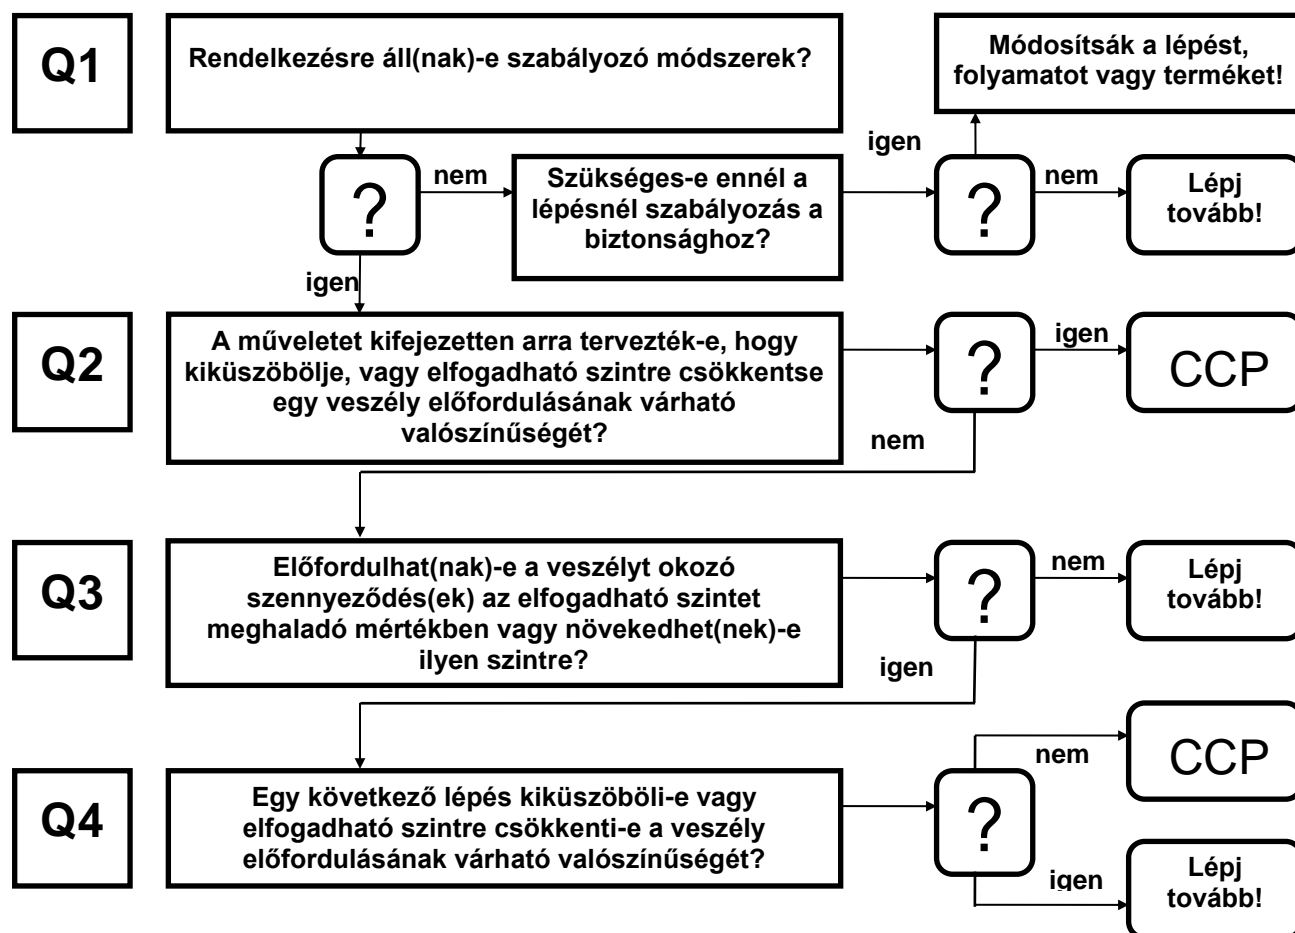 Q1
Rendelkezésre áll(nak)-e szabályozó módszerek?
Módosítsák a lépést,
folyamatot vagy terméket!
igen
?
nem
Szükséges-e ennél a
lépésnél szabályozás a
biztonsághoz?
?
nem
Lépj
tovább!
igen
Q2
A műveletet kifejezetten arra tervezték-e, hogy
kiküszöbölje, vagy elfogadható szintre csökkentse
egy veszély előfordulásának várható
valószínűségét?
?
igen
CCP
nem
Q3
Előfordulhat(nak)-e a veszélyt okozó
szennyeződés(ek) az elfogadható szintet
meghaladó mértékben vagy növekedhet(nek)-e
ilyen szintre?
?
nem
Lépj
tovább!
igen
Q4
Egy következő lépés kiküszöböli-e vagy
elfogadható szintre csökkenti-e a veszély
előfordulásának várható valószínűségét?
?
nem
CCP
igen
Lépj
tovább!